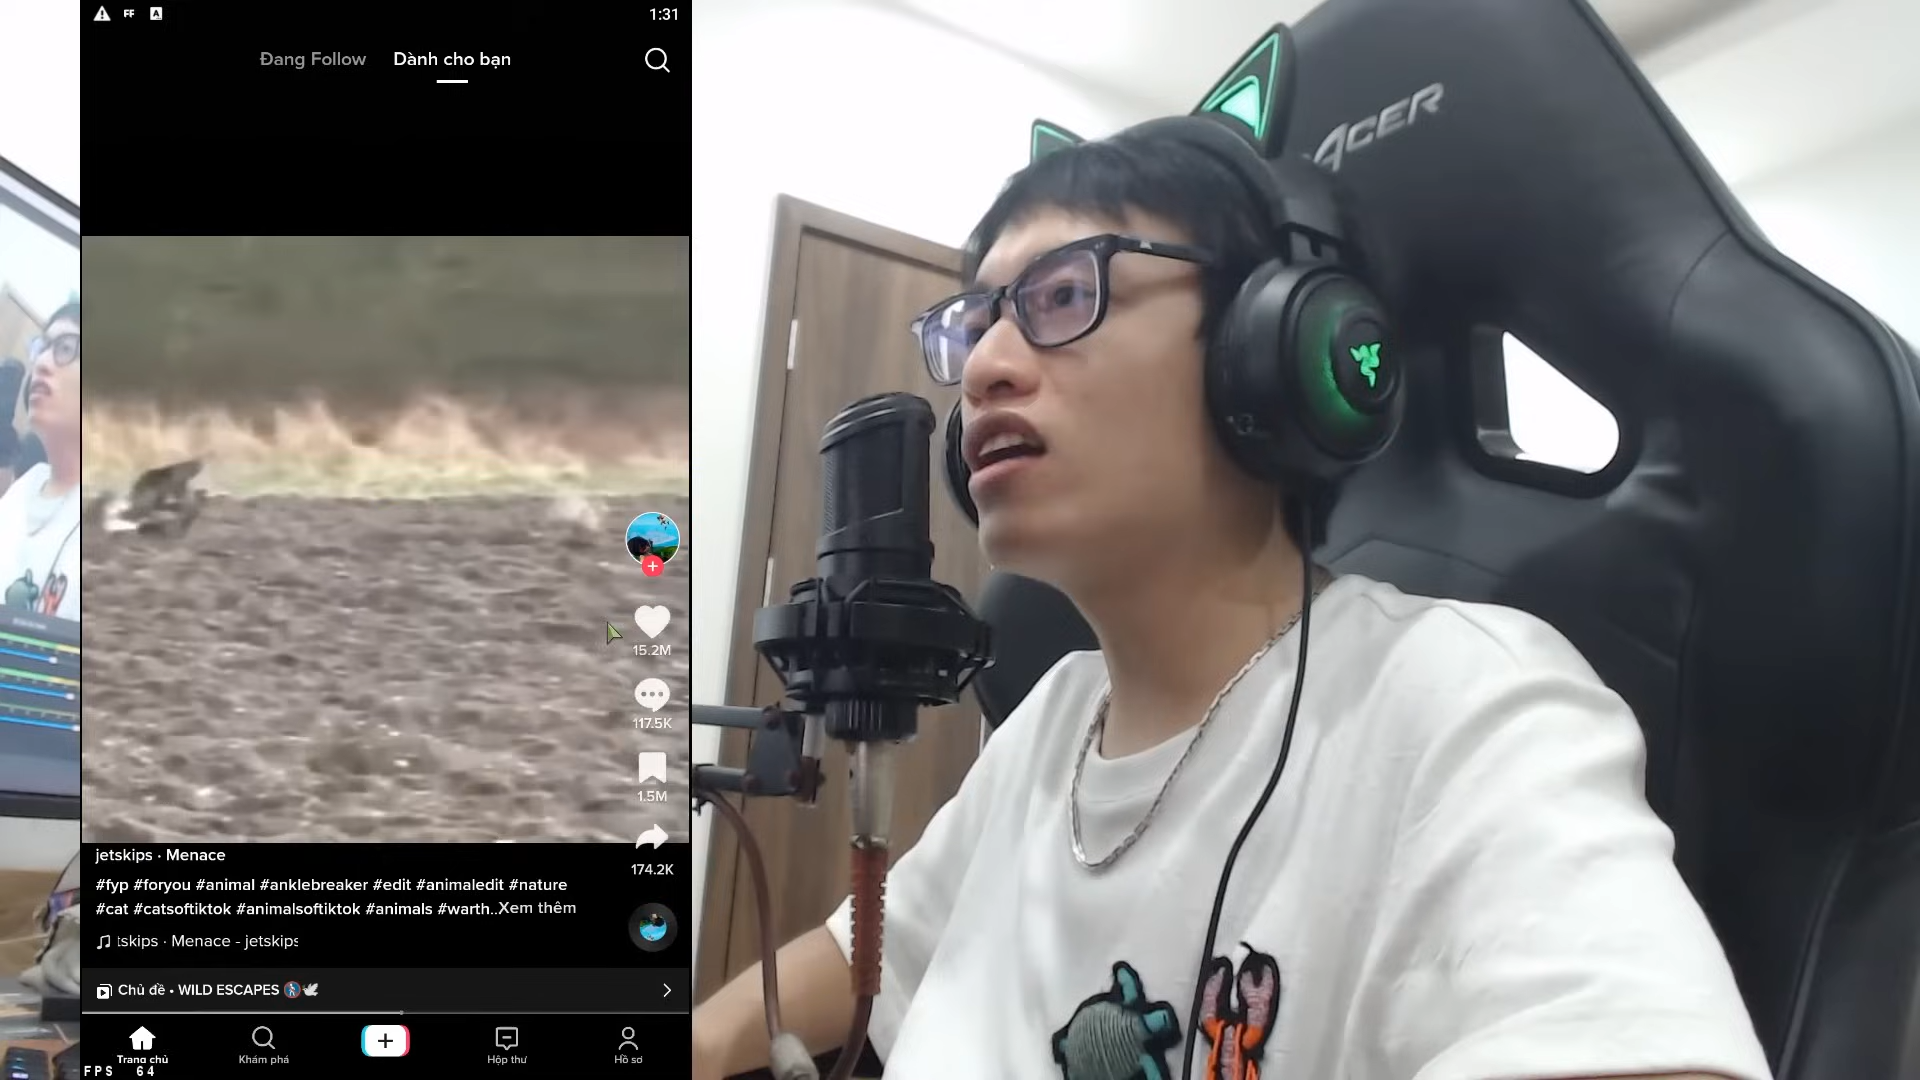 FF
A
1:31
Đang Follow
Dành cho bạn
ACER
15.2M
117.5K
1.5M
174.2K
jetskips · Menace
#fyp #foryou #animal #anklebreaker #edit #animaledit #nature
#cat #catsoftiktok #animalsoftiktok #animals #warth..Xem thêm
tskips · Menace - jetskips
Chủ đề • WILD ESCAPES
Trang chủ
Khám phá
Hộp thư
Hồ sơ
FPS 64